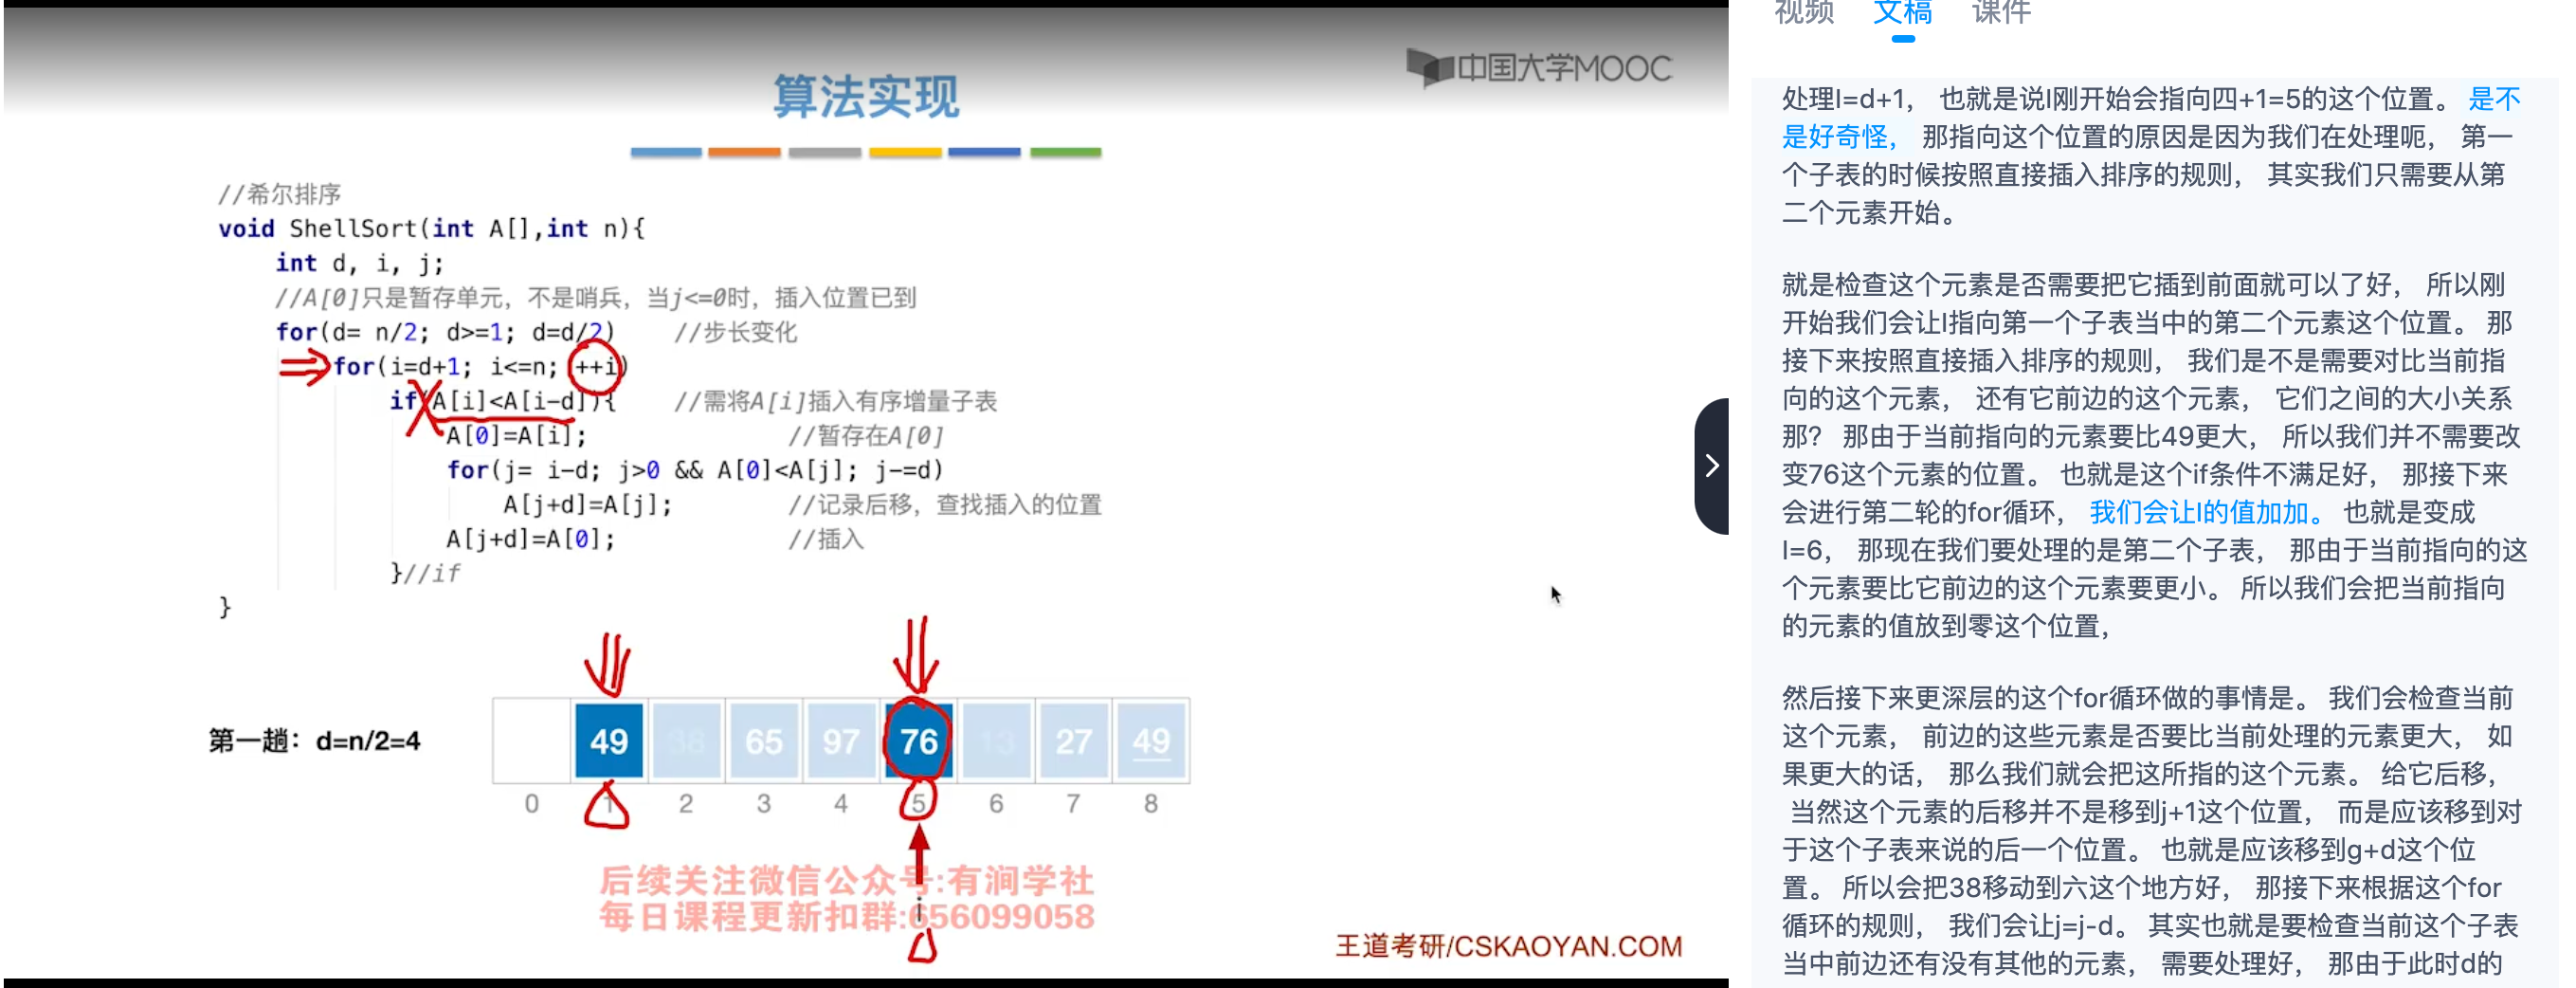 中国大学MOOC
算法实现
//希尔排序
void ShellSort(int A[],int n){
int d, i, j;
//A[0]只是暂存单元，不是哨兵，当j<=0时，插入位置已到
for(d= n/2; d>=1; d=d/2) //步长变化
for(i=d+1; i<=n; ++i)
if(A[i]<A[i-d]){ //需将A[i]插入有序增量子表
A[0]=A[i]; //暂存在A[0]
for(j= i-d; j>0 && A[0]<A[j]; j-=d)
A[j+d]=A[j]; //记录后移，查找插入的位置
A[j+d]=A[0]; //插入
}//if
}
第一趟：d=n/2=4
49 38 65 97 76 13 27 49
0 1 2 3 4 5 6 7 8
i
后续关注微信公众号:有涧学社
每日课程更新扣群:656099058
王道考研/CSKAOYAN.COM
视频 文稿 课件
处理I=d+1， 也就是说I刚开始会指向四+1=5的这个位置。 是不
是好奇怪， 那指向这个位置的原因是因为我们在处理呃， 第一
个子表的时候按照直接插入排序的规则， 其实我们只需要从第
二个元素开始。
就是检查这个元素是否需要把它插到前面就可以了好， 所以刚
开始我们会让I指向第一个子表当中的第二个元素这个位置。 那
接下来按照直接插入排序的规则， 我们是不是需要对比当前指
向的这个元素， 还有它前边的这个元素， 它们之间的大小关系
那？ 那由于当前指向的元素要比49更大， 所以我们并不需要改
变76这个元素的位置。 也就是这个if条件不满足好， 那接下来
会进行第二轮的for循环， 我们会让I的值加加。 也就是变成
I=6， 那现在我们要处理的是第二个子表， 那由于当前指向的这
个元素要比它前边的这个元素要更小。 所以我们会把当前指向
的元素的值放到零这个位置，
然后接下来更深层的这个for循环做的事情是。 我们会检查当前
这个元素， 前边的这些元素是否要比当前处理的元素更大， 如
果更大的话， 那么我们就会把这所指的这个元素。 给它后移，
当然这个元素的后移并不是移到j+1这个位置， 而是应该移到对
于这个子表来说的后一个位置。 也就是应该移到g+d这个位
置。 所以会把38移动到六这个地方好， 那接下来根据这个for
循环的规则， 我们会让j=j-d。 其实也就是要检查当前这个子表
当中前边还有没有其他的元素， 需要处理好， 那由于此时d的